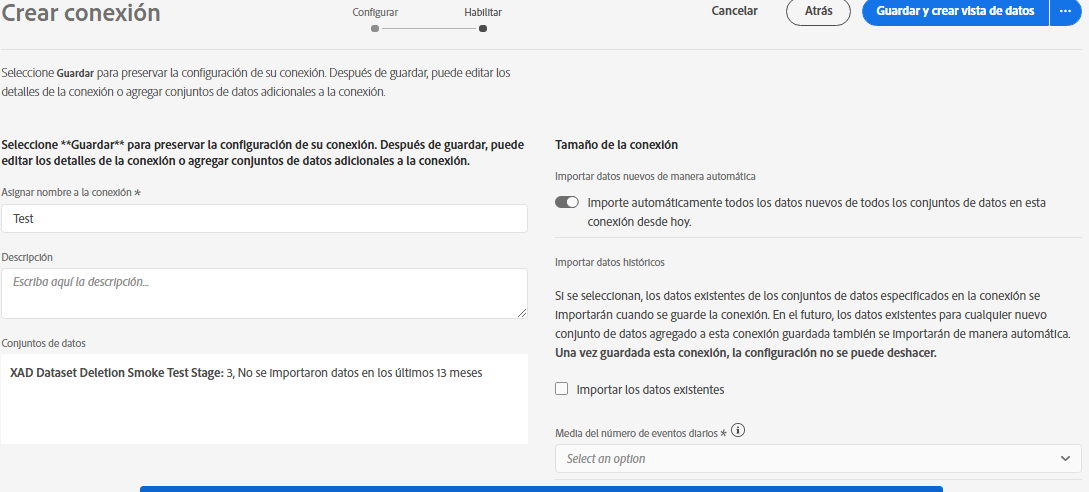 Crear conexión
Configurar
Habilitar
Cancelar
Atrás
Guardar y crear vista de datos
Seleccione Guardar para preservar la configuración de su conexión. Después de guardar, puede editar los
detalles de la conexión o agregar conjuntos de datos adicionales a la conexión.
Seleccione **Guardar** para preservar la configuración de su conexión. Después de guardar, puede
editar los detalles de la conexión o agregar conjuntos de datos adicionales a la conexión.
Asignar nombre a la conexión *
Test
Descripción
Escriba aquí la descripción...
Conjuntos de datos
XAD Dataset Deletion Smoke Test Stage: 3, No se importaron datos en los últimos 13 meses
Tamaño de la conexión
Importar datos nuevos de manera automática
Importe automáticamente todos los datos nuevos de todos los conjuntos de datos en esta
conexión desde hoy.
Importar datos históricos
Si se seleccionan, los datos existentes de los conjuntos de datos especificados en la conexión se
importarán cuando se guarde la conexión. En el futuro, los datos existentes para cualquier nuevo
conjunto de datos agregado a esta conexión guardada también se importarán de manera automática.
Una vez guardada esta conexión, la configuración no se puede deshacer.
Importar los datos existentes
Media del número de eventos diarios *
Select an option